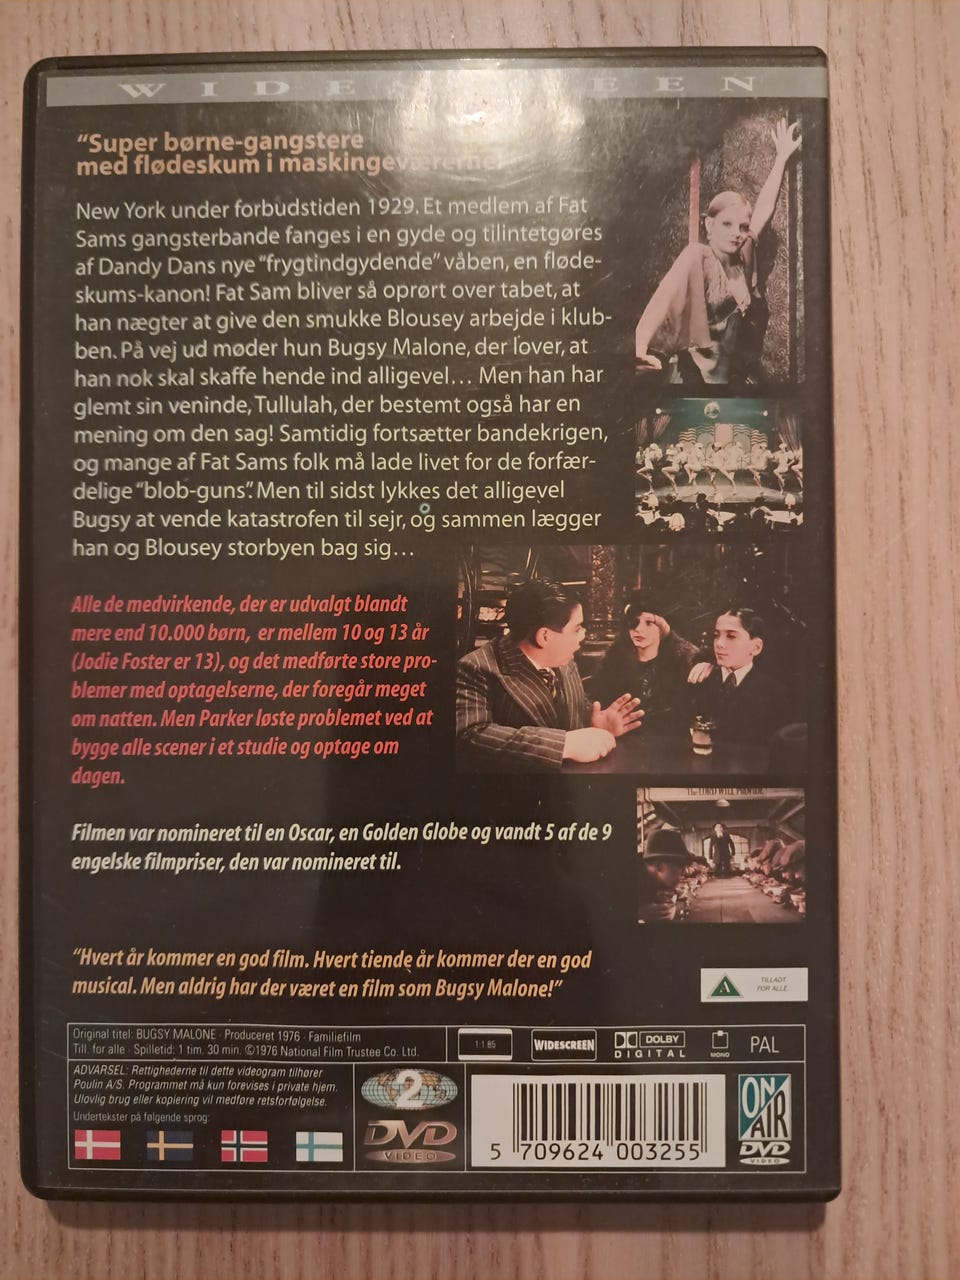 WIDESCREEN
"Super børne-gangstere
med flødeskum i maskingeværerne!"
New York under forbudstiden 1929. Et medlem af Fat
Sams gangsterbande fanges i en gyde og tilintetgøres
af Dandy Dans nye "frygtindgydende" våben, en fløde-
skums-kanon! Fat Sam bliver så oprørt over tabet, at
han nægter at give den smukke Blousey arbejde i klub-
ben. På vej ud møder hun Bugsy Malone, der lover, at
han nok skal skaffe hende ind alligevel... Men han har
glemt sin veninde, Tullulah, der bestemt også har en
mening om den sag! Samtidig fortsætter bandekrigen,
og mange af Fat Sams folk må lade livet for de forfær-
delige "blob-guns". Men til sidst lykkes det alligevel
Bugsy at vende katastrofen til sejr, og sammen lægger
han og Blousey storbyen bag sig...
Alle de medvirkende, der er udvalgt blandt
mere end 10.000 børn, er mellem 10 og 13 år
(Jodie Foster er 13), og det medførte store pro-
blemer med optagelserne, der foregår meget
om natten. Men Parker løste problemet ved at
bygge alle scener i et studie og optage om
dagen.
THE LORD WILL PROVIDE!
Filmen var nomineret til en Oscar, en Golden Globe og vandt 5 af de 9
engelske filmpriser, den var nomineret til.
"Hvert år kommer en god film. Hvert tiende år kommer der en god
musical. Men aldrig har der været en film som Bugsy Malone!"
A
TILLADT
FOR ALLE.
Original titel: BUGSY MALONE · Produceret 1976 · Familiefilm
Till. for alle · Spilletid: 1 tim. 30 min. ©1976 National Film Trustee Co. Ltd.
1:1.85
WIDESCREEN
DOLBY
DIGITAL
MONO
PAL
ADVARSEL: Rettighederne til dette videogram tilhører
Poulin A/S. Programmet må kun forevises i private hjem.
Ulovlig brug eller kopiering vil medføre retsforfølgelse.
Undertekster på følgende sprog:
2
DVD
VIDEO
5 709624 003255
ON
AIR
DVD
VIDEO